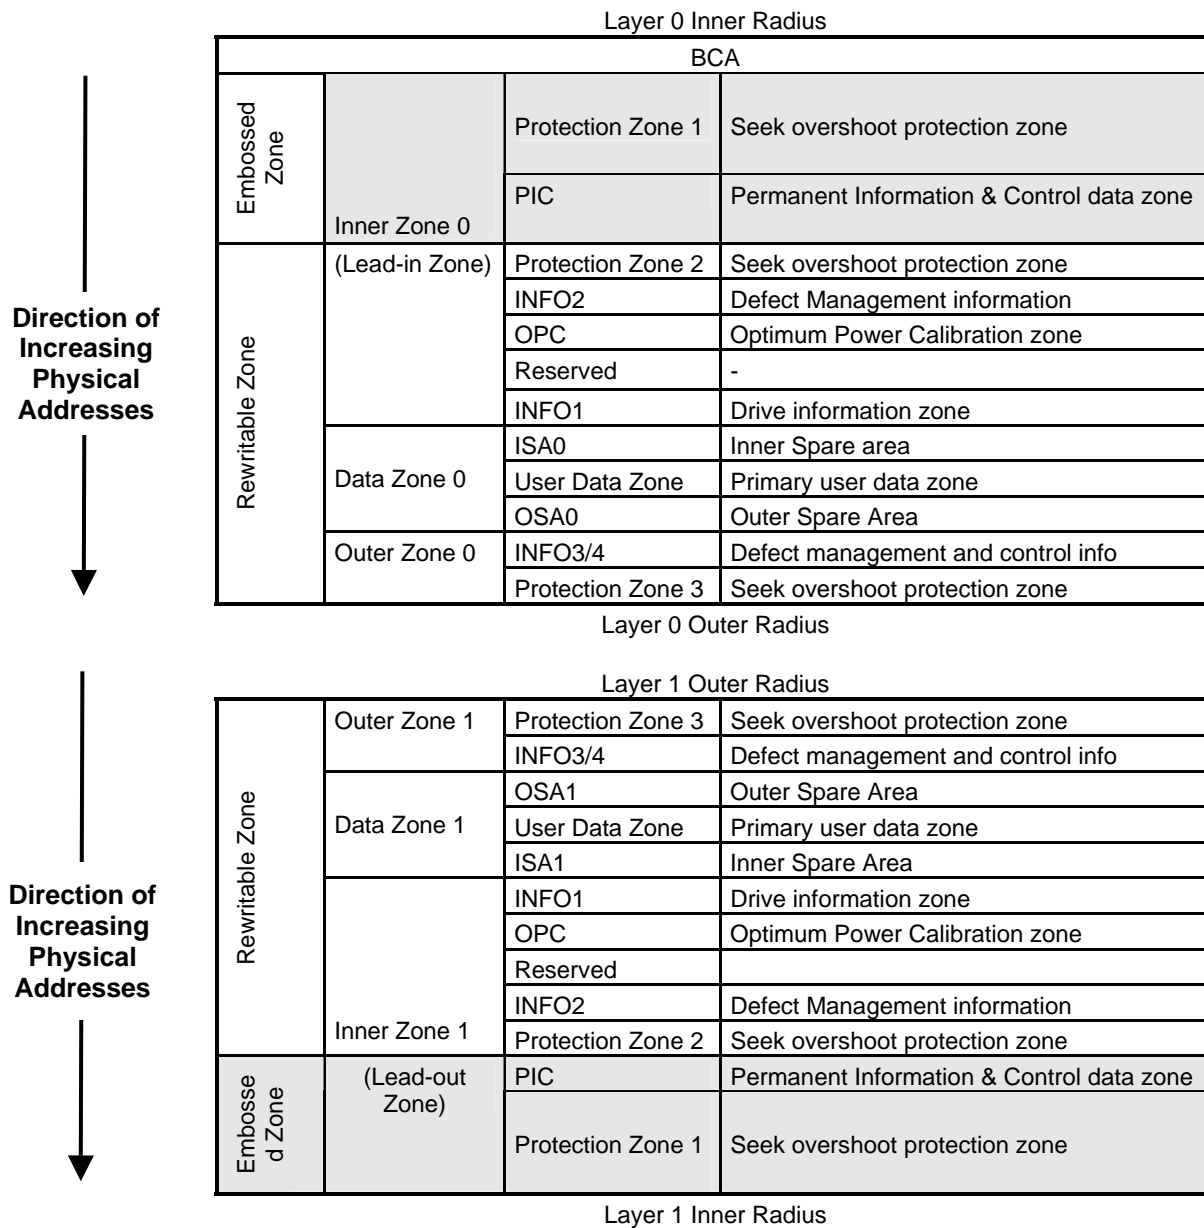 Layer 0 Inner Radius
BCA
Embossed
Zone
Protection Zone 1 Seek overshoot protection zone
PIC Permanent Information & Control data zone
Inner Zone 0
(Lead-in Zone) Protection Zone 2 Seek overshoot protection zone
INFO2 Defect Management information
Direction of
Increasing
Physical
Addresses
Rewritable Zone
OPC Optimum Power Calibration zone
Reserved -
INFO1 Drive information zone
ISA0 Inner Spare area
Data Zone 0 User Data Zone Primary user data zone
OSA0 Outer Spare Area
Outer Zone 0 INFO3/4 Defect management and control info
Protection Zone 3 Seek overshoot protection zone
Layer 0 Outer Radius
Layer 1 Outer Radius
Outer Zone 1 Protection Zone 3 Seek overshoot protection zone
INFO3/4 Defect management and control info
OSA1 Outer Spare Area
Rewritable Zone
Data Zone 1 User Data Zone Primary user data zone
ISA1 Inner Spare Area
Direction of
Increasing
Physical
Addresses
INFO1 Drive information zone
OPC Optimum Power Calibration zone
Reserved
INFO2 Defect Management information
Inner Zone 1 Protection Zone 2 Seek overshoot protection zone
Embosse
d Zone
(Lead-out
Zone)
PIC Permanent Information & Control data zone
Protection Zone 1 Seek overshoot protection zone
Layer 1 Inner Radius